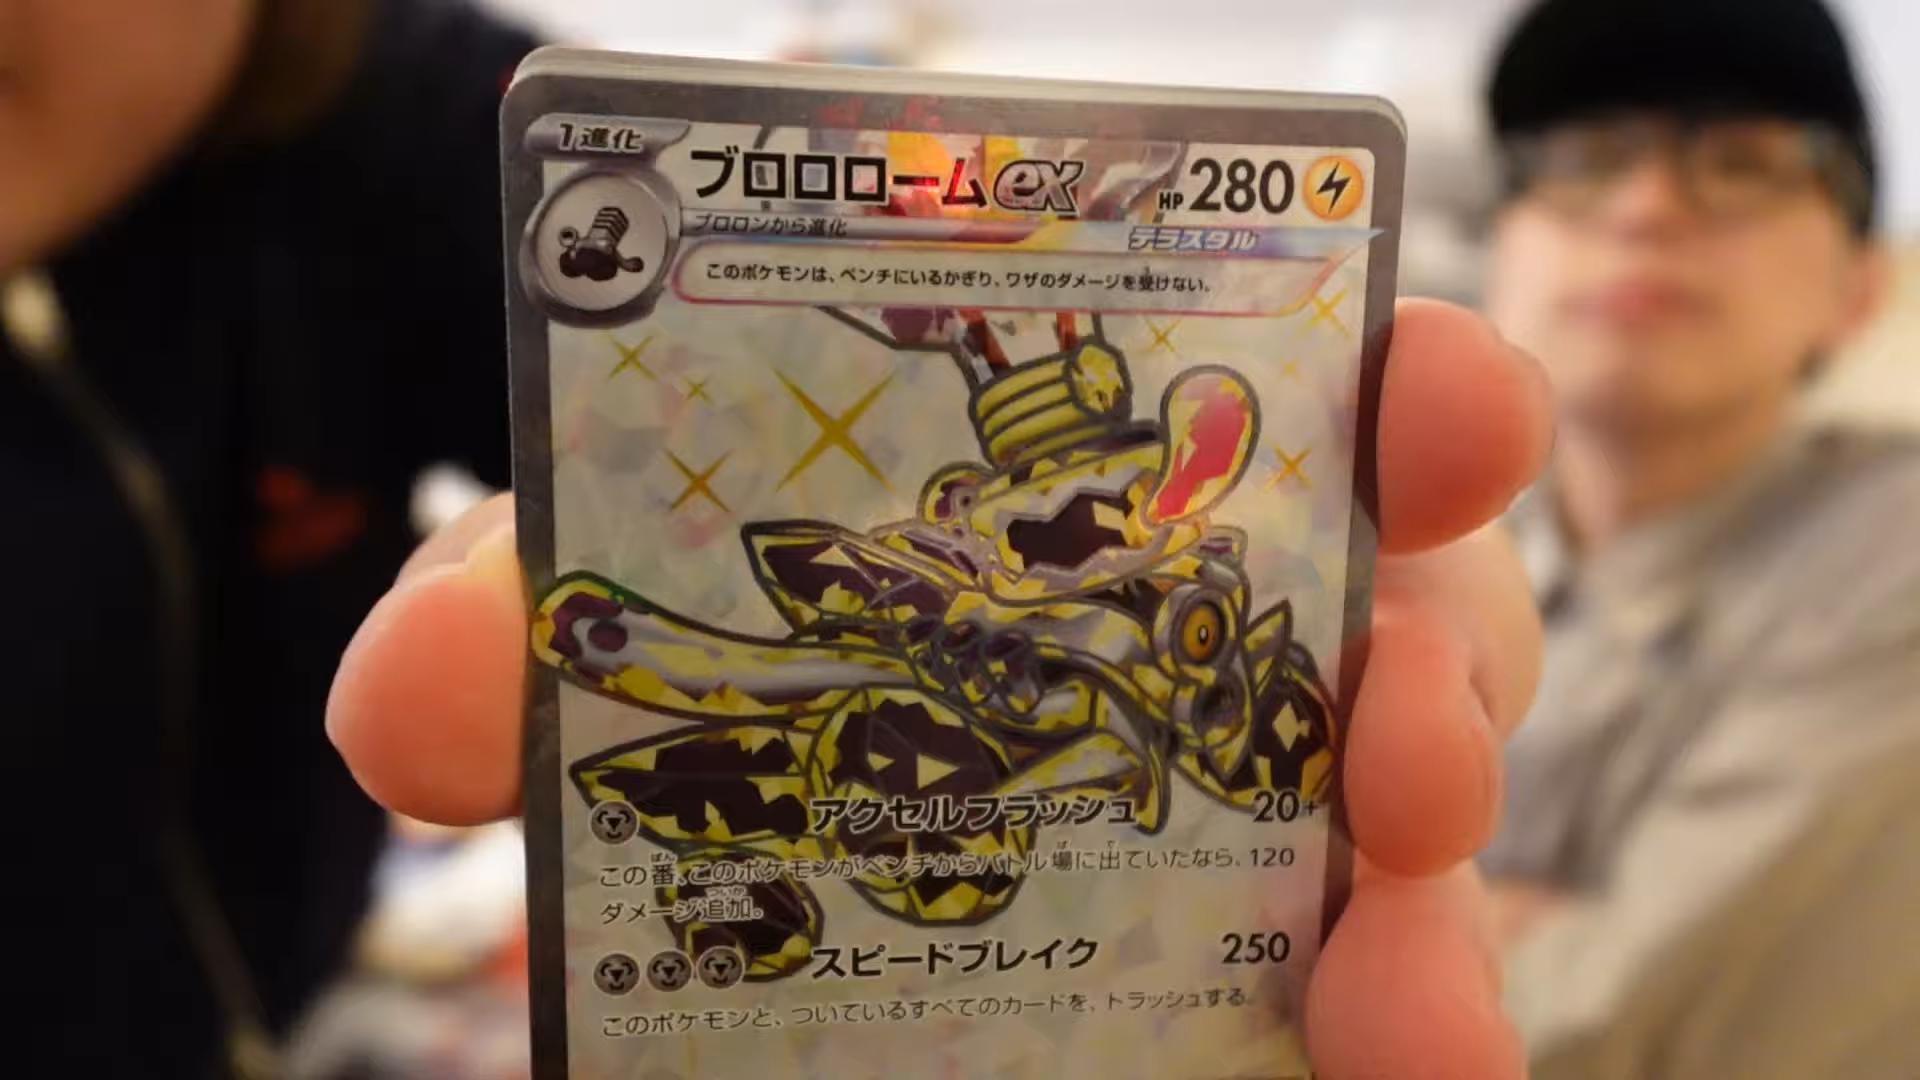 1進化
ブロロロームex HP280
ブロロンから進化
テラスタル
このポケモンは、ベンチにいるかぎり、ワザのダメージを受けない。
アクセルフラッシュ 20+
この番、このポケモンがベンチからバトル場に出ていたなら、120
ダメージ追加。
スピードブレイク 250
このポケモンと、ついているすべてのカードを、トラッシュする。